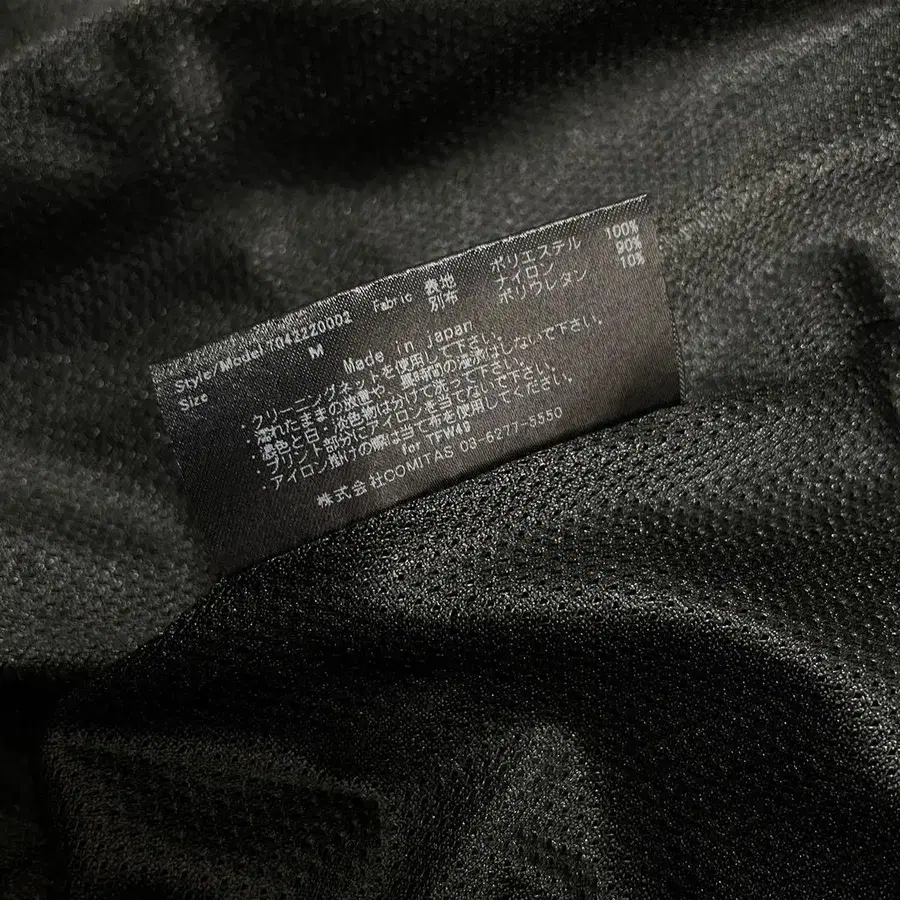 Style/Model T042220002 Fabric 表地 ポリエステル 100%
別布 ナイロン 90%
ポリウレタン 10%
Size M
Made in japan
・クリーニングネットを使用して下さい。
・濡れたままの放置や、長時間の浸水はしないで下さい。
・濃色と白・淡色物は分けて洗って下さい。
・プリント部分にアイロンを当てないで下さい。
・アイロン掛けの際は当て布を使用してください。
for TFW49
株式会社COMITAS 03-6277-5550